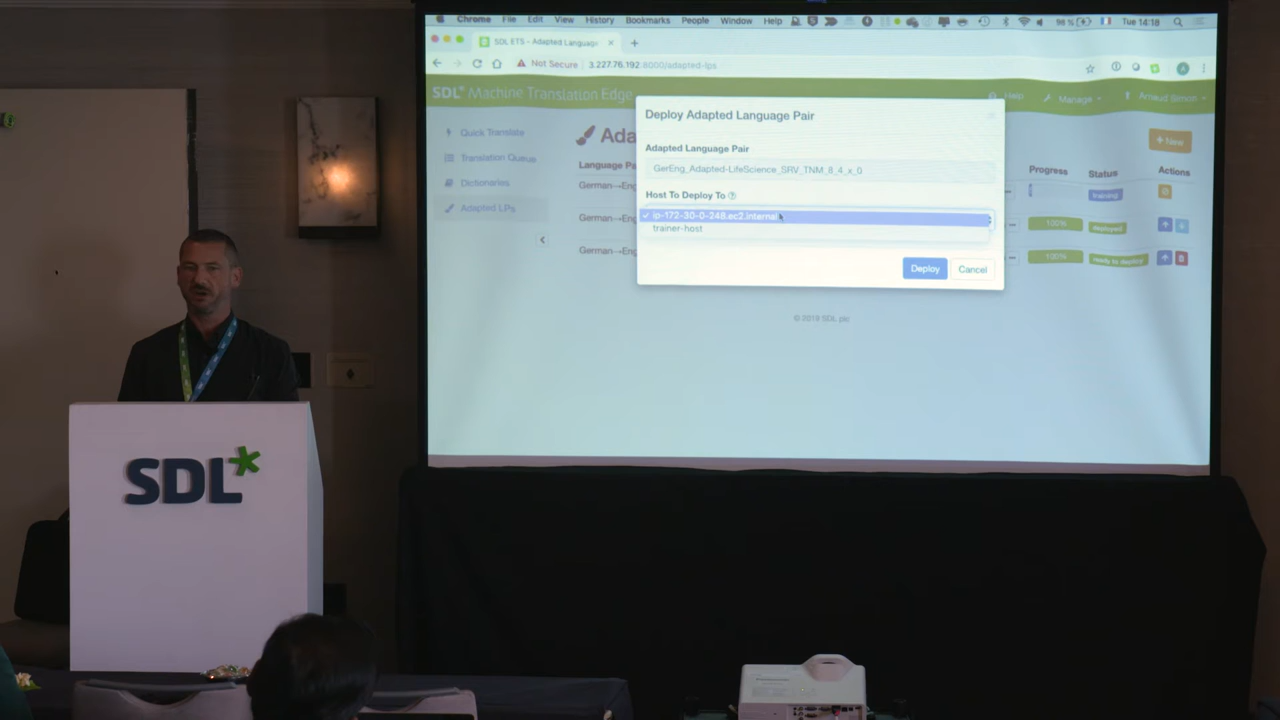 Chrome File Edit View History Bookmarks People Window Help 98 % Tue 14:18
SDL ETS - Adapted Language
Not Secure 3.227.76.192:8000/adapted-lps
SDL* Machine Translation Edge Help Manage Arnaud Simon
Quick Translate
Translation Queue
Dictionaries
Adapted LPs
Ada
+ New
Language Pa
Progress Status Actions
German→Eng
training
German→Eng
100% deployed
German→Eng
100% ready to deploy
Deploy Adapted Language Pair
Adapted Language Pair
GerEng_Adapted-LifeScience_SRV_TNM_8_4_x_0
Host To Deploy To
ip-172-30-0-248.ec2.internal
trainer-host
Deploy Cancel
© 2019 SDL plc
SDL*